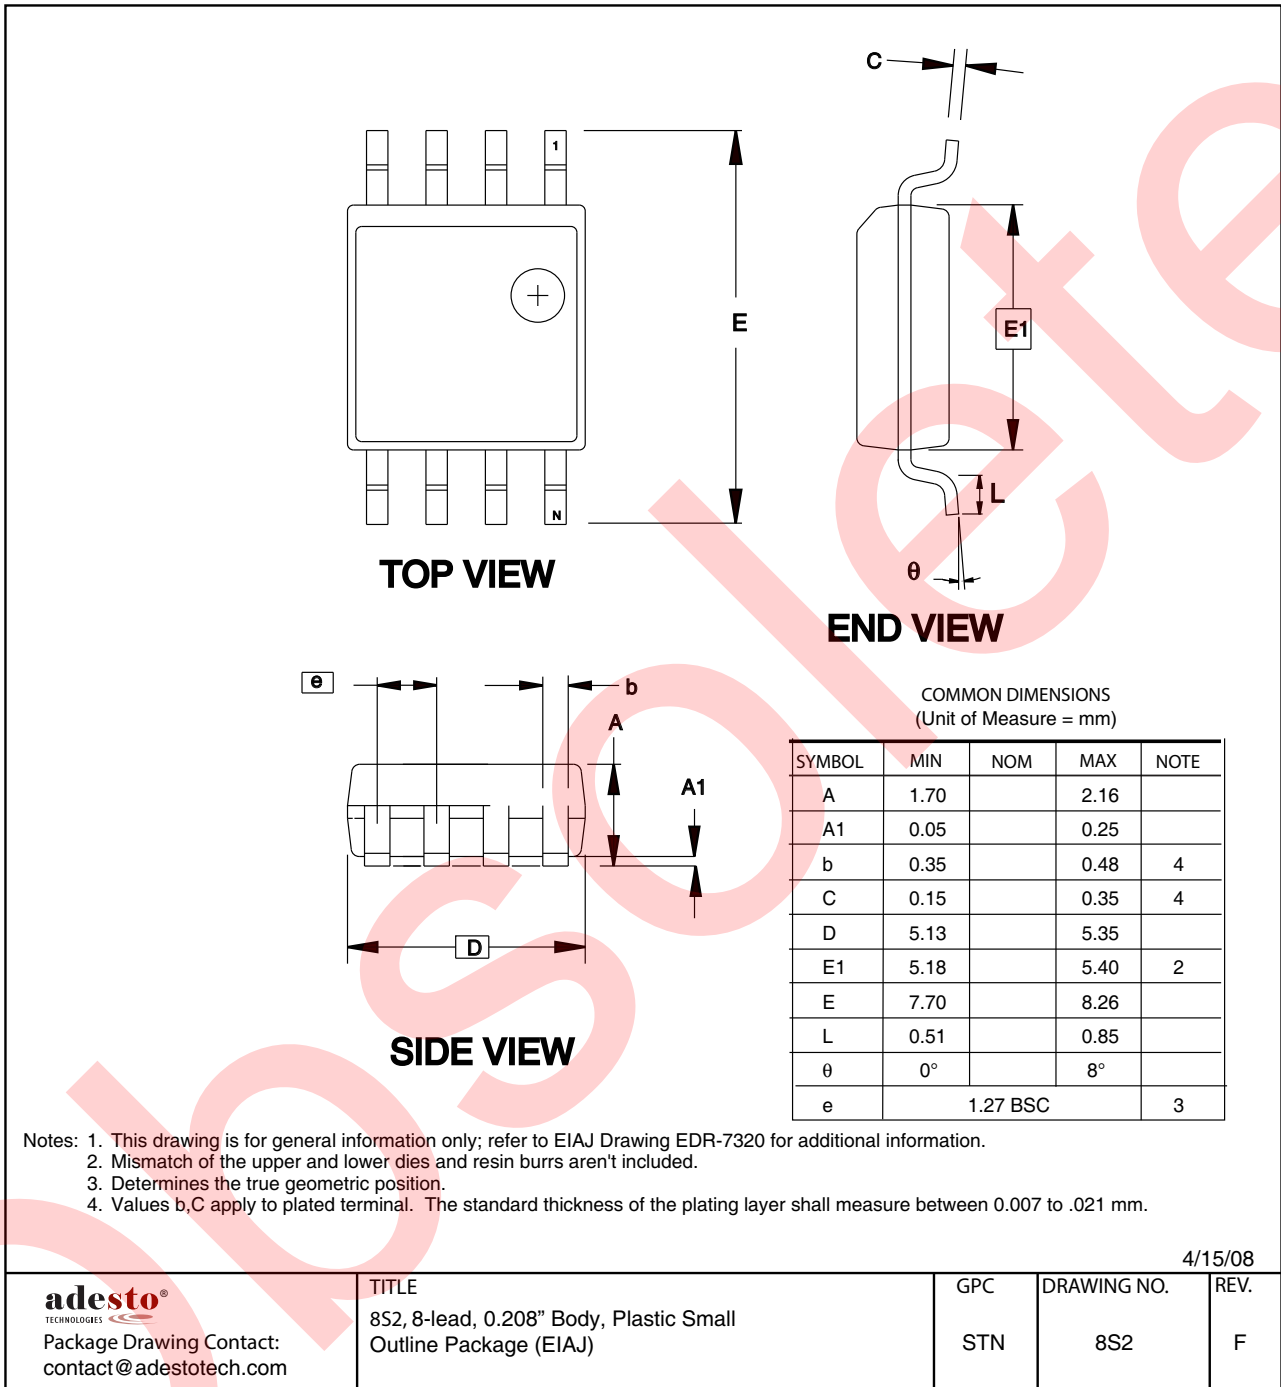 C
1
E
E1
N
L
TOP VIEW
θ
END VIEW
e
b
A
A1
D
SIDE VIEW
COMMON DIMENSIONS
(Unit of Measure = mm)
SYMBOL MIN NOM MAX NOTE
A 1.70 2.16
A1 0.05 0.25
b 0.35 0.48 4
C 0.15 0.35 4
D 5.13 5.35
E1 5.18 5.40 2
E 7.70 8.26
L 0.51 0.85
θ 0° 8°
e 1.27 BSC 3
Notes: 1. This drawing is for general information only; refer to EIAJ Drawing EDR-7320 for additional information.
2. Mismatch of the upper and lower dies and resin burrs aren't included.
3. Determines the true geometric position.
4. Values b,C apply to plated terminal. The standard thickness of the plating layer shall measure between 0.007 to .021 mm.
4/15/08
adesto®
TECHNOLOGIES
Package Drawing Contact:
contact@adestotech.com
TITLE
8S2, 8-lead, 0.208” Body, Plastic Small
Outline Package (EIAJ)
GPC
STN
DRAWING NO.
8S2
REV.
F
Obsolete